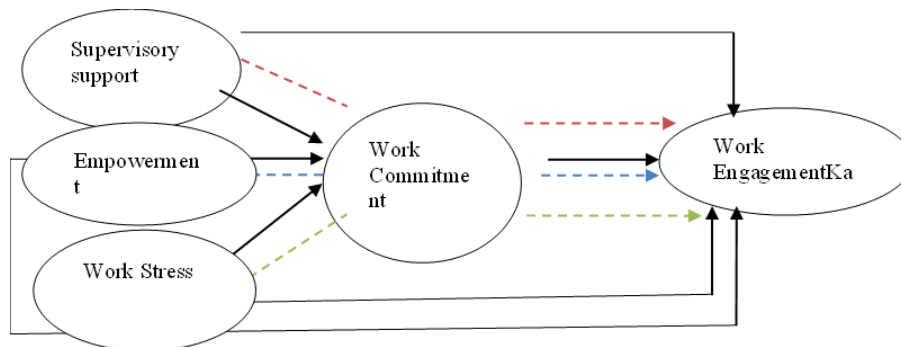 Supervisory
support
Empowermen
t
Work
Commitme
nt
Work
EngagementKa
Work Stress